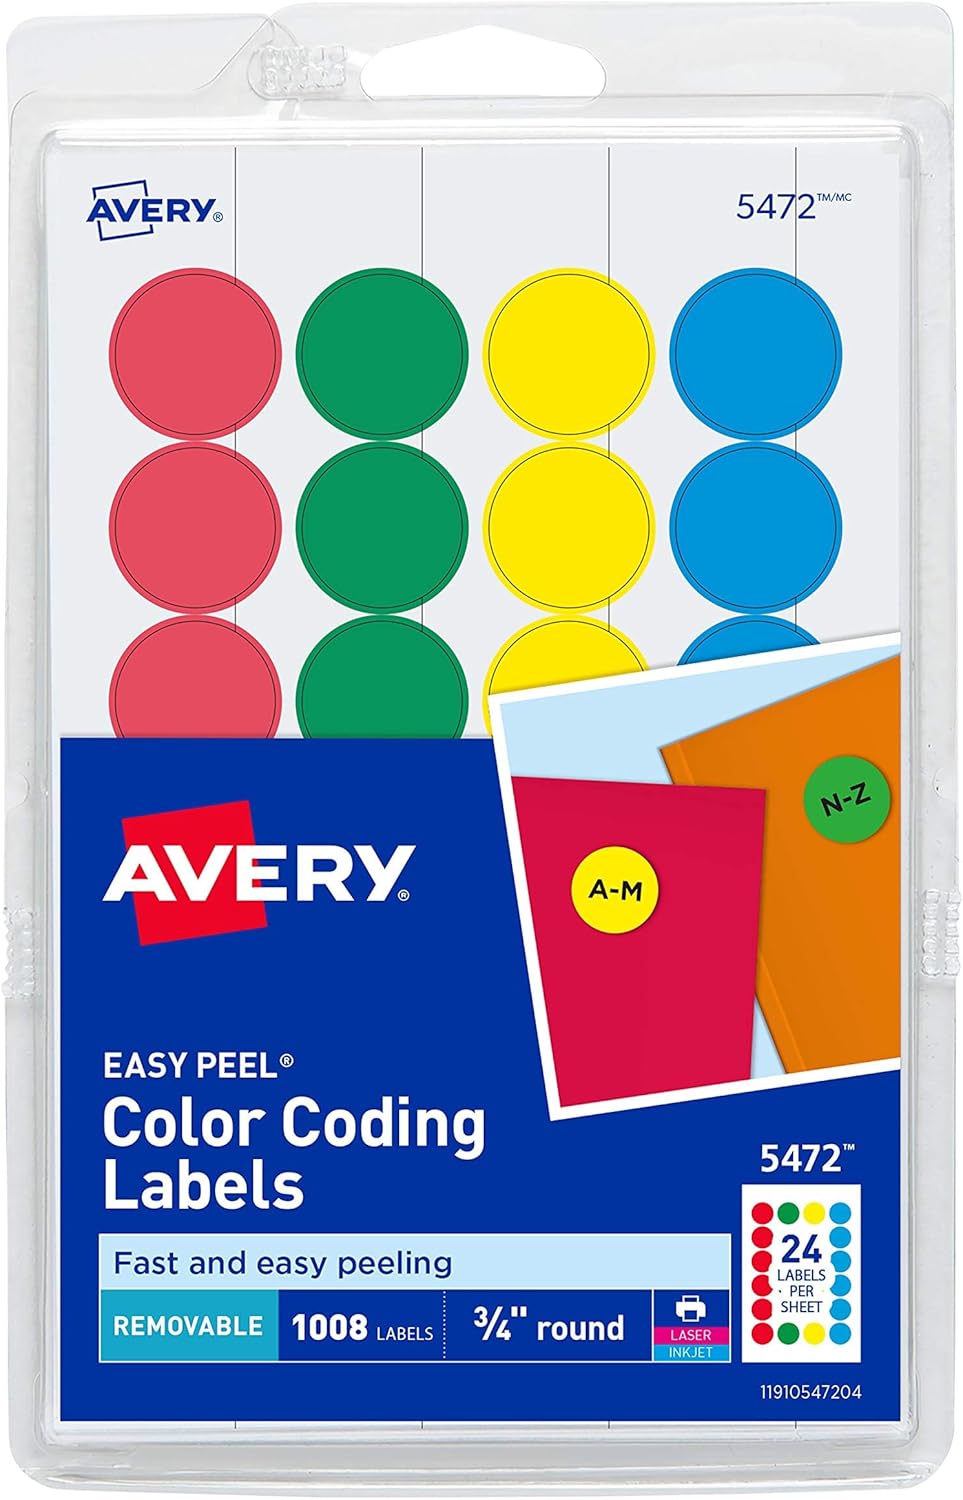 AVERY®
5472™/MC
N-Z
A-M
AVERY®
EASY PEEL®
Color Coding
Labels
5472™
24
LABELS
PER
SHEET
Fast and easy peeling
REMOVABLE
1008 LABELS
¾" round
LASER
INKJET
11910547204